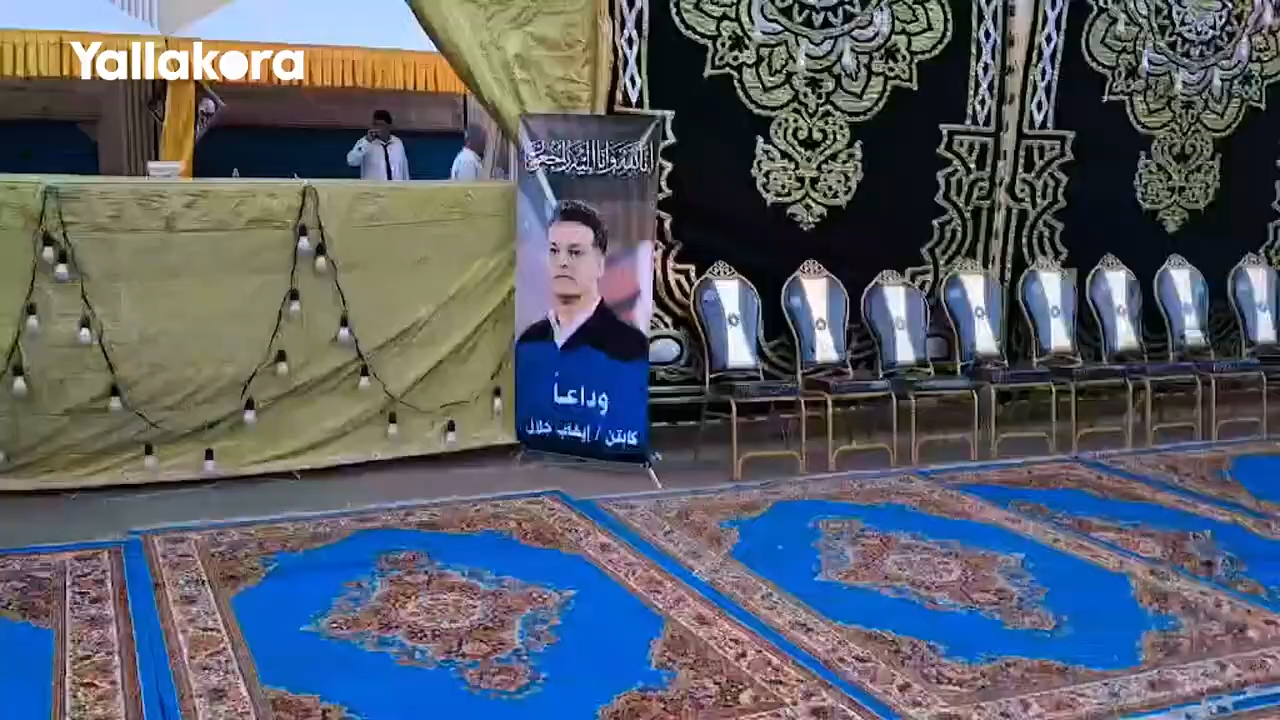 Yallakora
إنا لله وإنا إليه راجعون
وداعاً
كابتن / إيهاب جلال